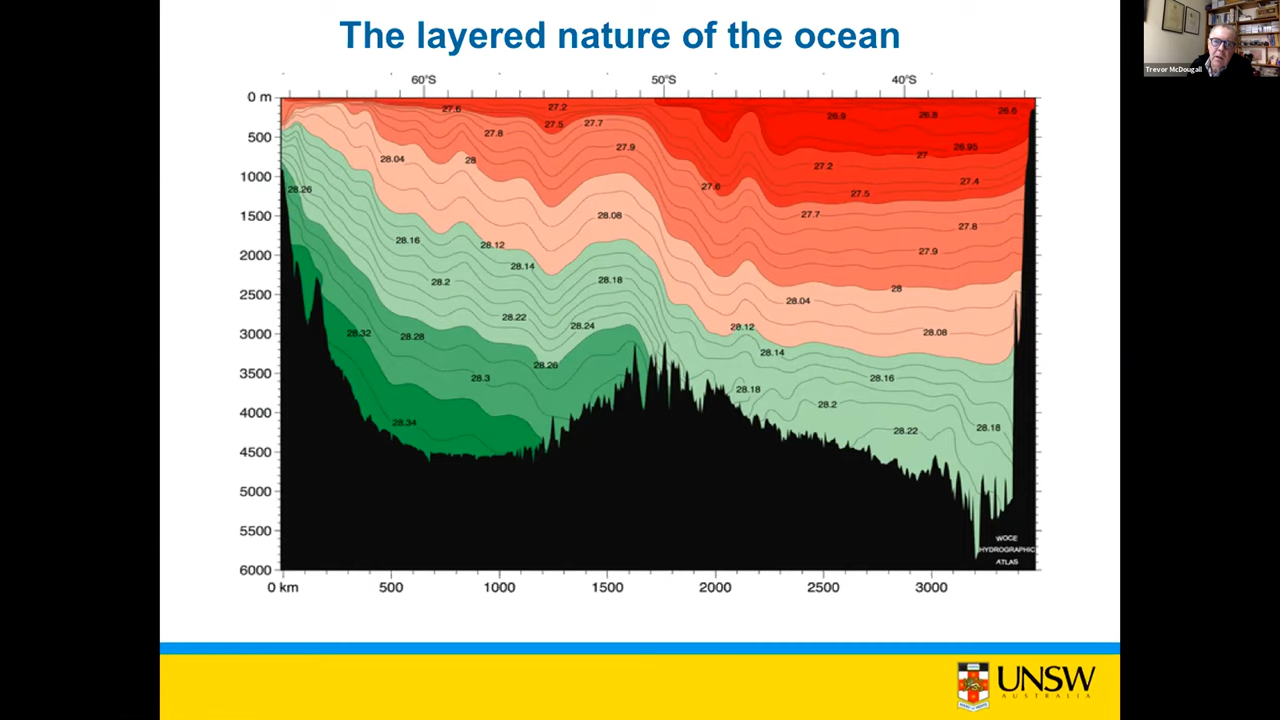 The layered nature of the ocean
Trevor McDougall
60°S 50°S 40°S
0 m
500
1000
1500
2000
2500
3000
3500
4000
4500
5000
5500
6000
27.6 27.2 26.9 26.8 26.6
27.5 27.7
27.8 27.9 26.95
28.04 28 27 
27.2
28.26 27.6 27.5 27.4
28.08 27.7 27.8
28.16 28.12 27.9
28.14
28.2 28.18 28.04 28
28.22 28.24 28.12 28.08
28.32 28.28 28.14
28.26 28.16
28.3 28.18 28.2
28.34 28.22 28.18
WOCE
HYDROGRAPHIC
ATLAS
0 km 500 1000 1500 2000 2500 3000
UNSW
AUSTRALIA